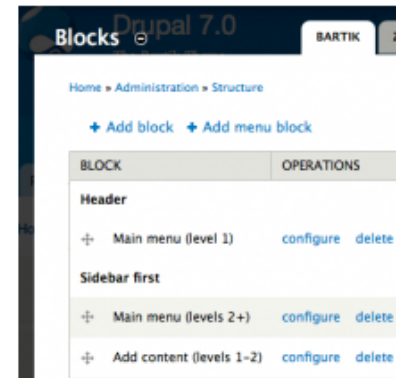 Drupal 7.0
Blocks
BARTIK
Home » Administration » Structure
+ Add block + Add menu block
BLOCK OPERATIONS
Header
Main menu (level 1) configure delete
Sidebar first
Main menu (levels 2+) configure delete
Add content (levels 1-2) configure delete